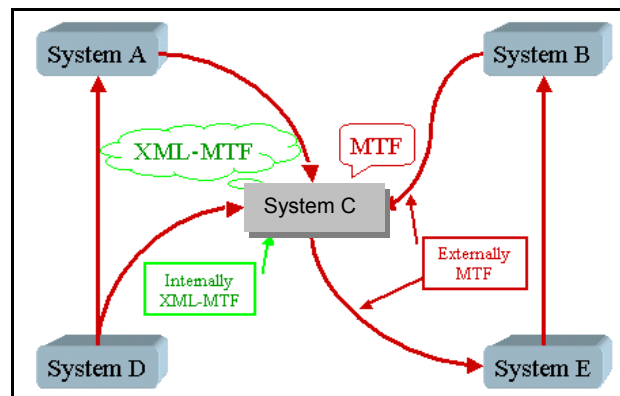 System A
System B
XML-MTF
MTF
System C
Internally
XML-MTF
Externally
MTF
System D
System E